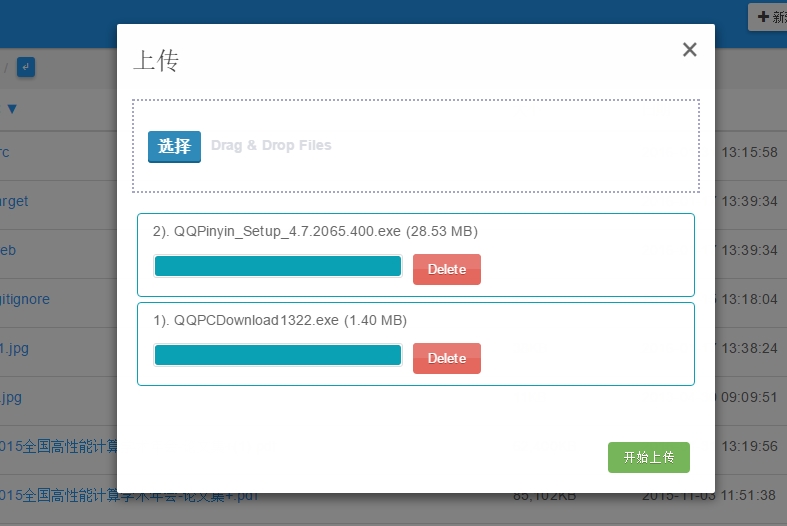 新
上传
×
/
选择 Drag & Drop Files
rc
13:15:58
2). QQPinyin_Setup_4.7.2065.400.exe (28.53 MB)
arget
13:39:34
Delete
eb
13:39:34
gitignore
13:18:04
1). QQPCDownload1322.exe (1.40 MB)
1.jpg
13:38:24
Delete
.jpg
09:09:51
015全国高性能计算
13:19:56
开始上传
015全国高性能计算学术年会-论文集+.pdf
65,102KB
2015-11-03 11:51:38